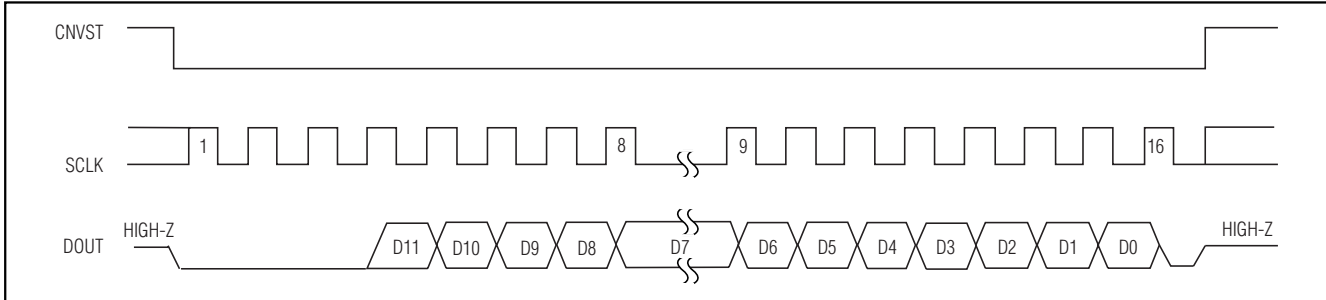 CNVST
1 8 9 16
SCLK
HIGH-Z HIGH-Z
DOUT D11 D10 D9 D8 D7 D6 D5 D4 D3 D2 D1 D0